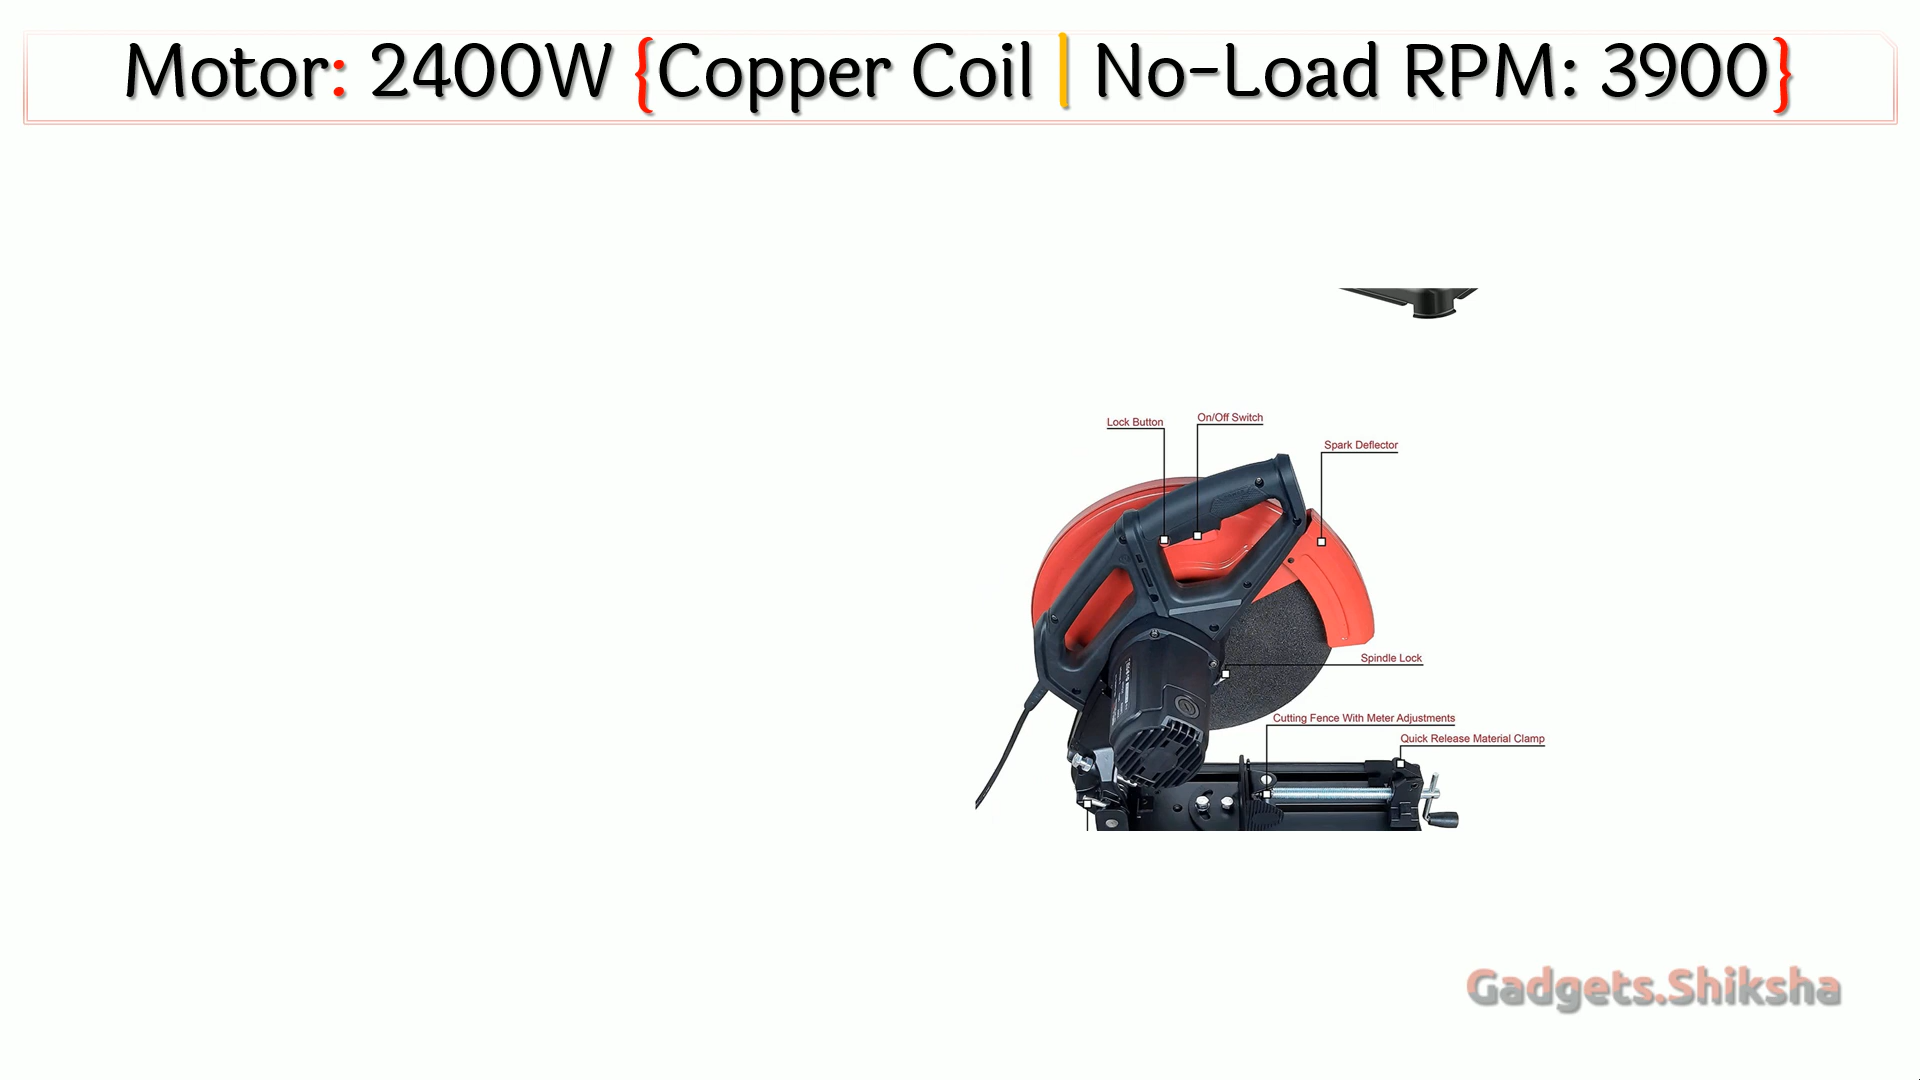 Motor: 2400W {Copper Coil | No-Load RPM: 3900}
Lock Button
On/Off Switch
Spark Deflector
Spindle Lock
Cutting Fence With Meter Adjustments
Quick Release Material Clamp
Gadgets.Shiksha